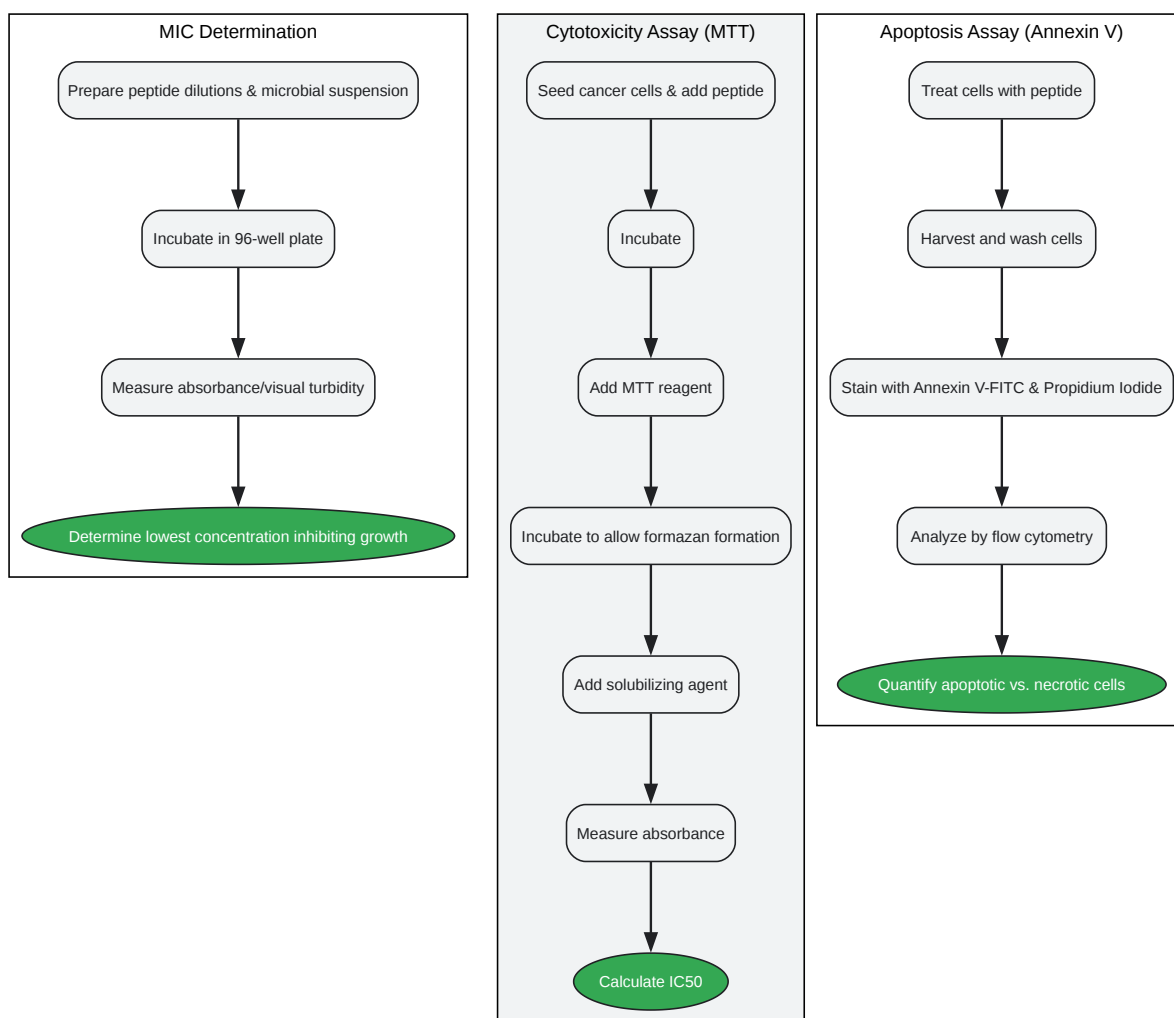 MIC Determination
Prepare peptide dilutions & microbial suspension
Incubate in 96-well plate
Measure absorbance/visual turbidity
Determine lowest concentration inhibiting growth
Cytotoxicity Assay (MTT)
Seed cancer cells & add peptide
Incubate
Add MTT reagent
Incubate to allow formazan formation
Add solubilizing agent
Measure absorbance
Calculate IC50
Apoptosis Assay (Annexin V)
Treat cells with peptide
Harvest and wash cells
Stain with Annexin V-FITC & Propidium Iodide
Analyze by flow cytometry
Quantify apoptotic vs. necrotic cells